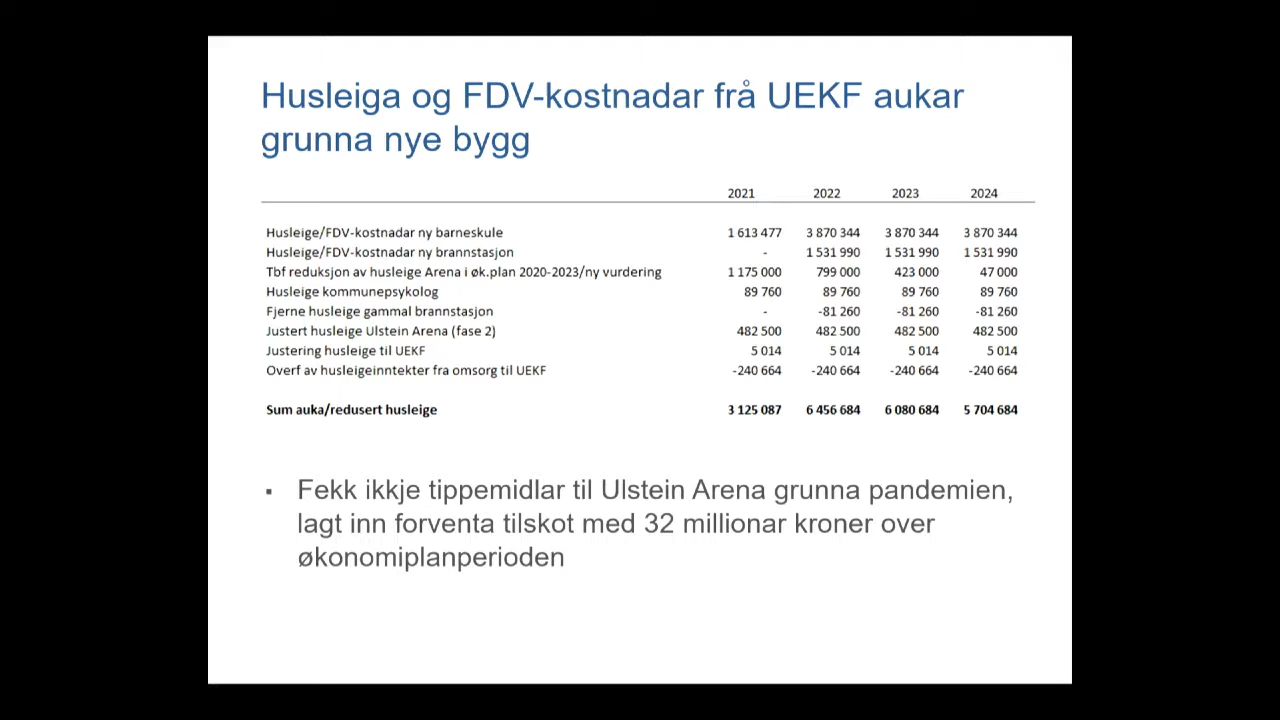 Husleiga og FDV-kostnadar frå UEKF aukar
grunna nye bygg
2021 2022 2023 2024
Husleige/FDV-kostnadar ny barneskule 1 613 477 3 870 344 3 870 344 3 870 344
Husleige/FDV-kostnadar ny brannstasjon - 1 531 990 1 531 990 1 531 990
Tbf reduksjon av husleige Arena i øk.plan 2020-2023/ny vurdering 1 175 000 799 000 423 000 47 000
Husleige kommunepsykolog 89 760 89 760 89 760 89 760
Fjerne husleige gammal brannstasjon - -81 260 -81 260 -81 260
Justert husleige Ulstein Arena (fase 2) 482 500 482 500 482 500 482 500
Justering husleige til UEKF 5 014 5 014 5 014 5 014
Overf av husleigeinntekter fra omsorg til UEKF -240 664 -240 664 -240 664 -240 664
Sum auka/redusert husleige 3 125 087 6 456 684 6 080 684 5 704 684
▪ Fekk ikkje tippemidlar til Ulstein Arena grunna pandemien,
lagt inn forventa tilskot med 32 millionar kroner over
økonomiplanperioden